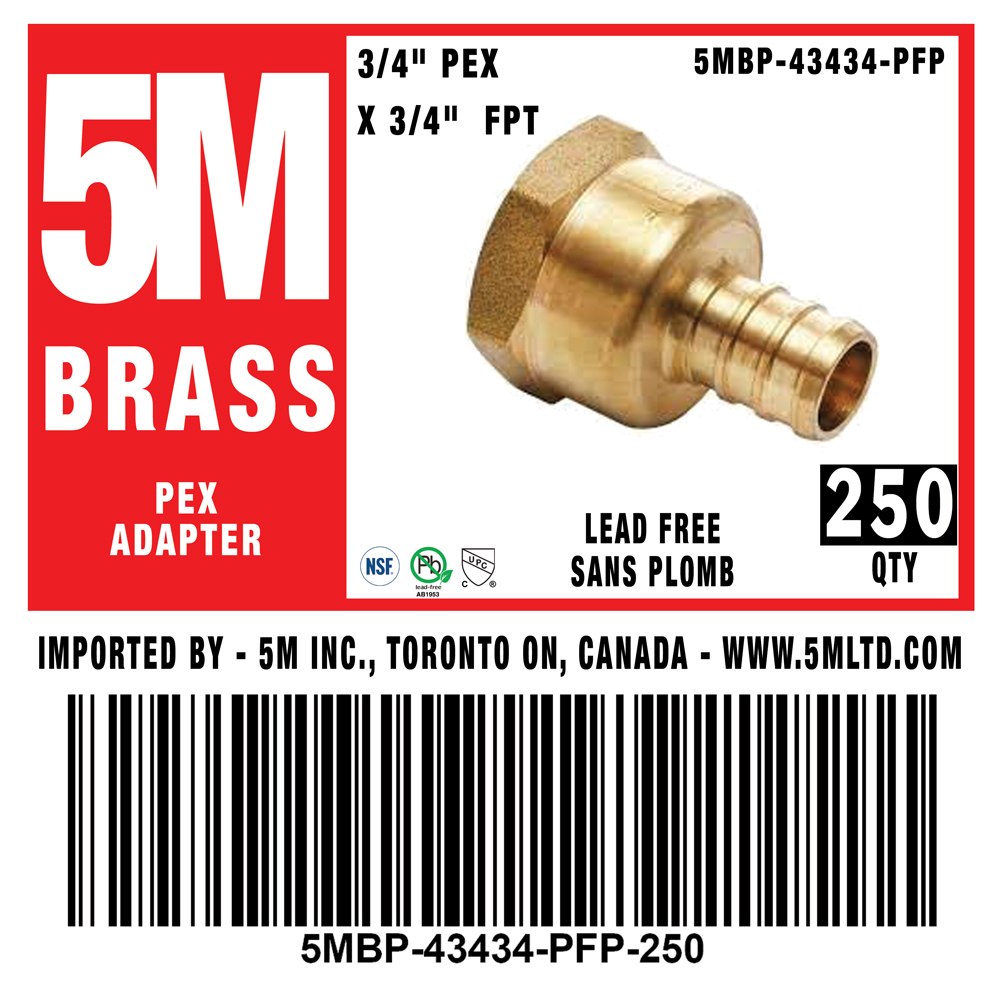 5M
BRASS
PEX
ADAPTER
3/4" PEX
X 3/4" FPT
5MBP-43434-PFP
LEAD FREE
SANS PLOMB
250
QTY
NSF.
Pb
lead-free
AB1953
UPC
C ®
IMPORTED BY - 5M INC., TORONTO ON, CANADA - WWW.5MLTD.COM
5MBP-43434-PFP-250